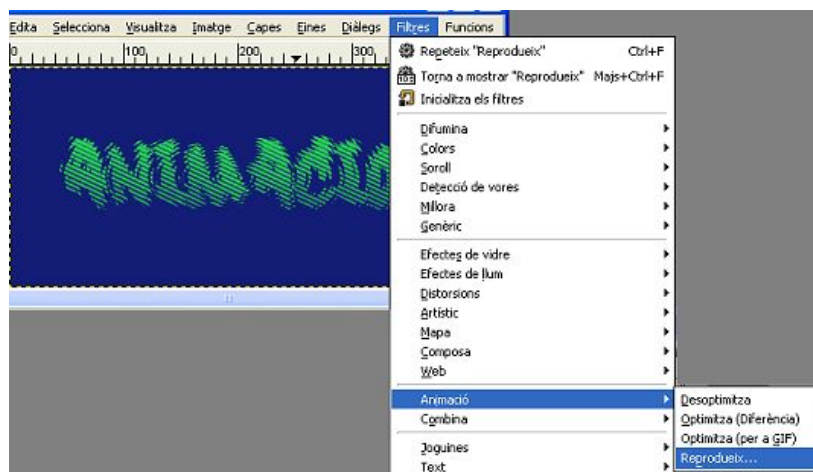 Edita Selecciona Visualitza Imatge Capes Eines Diàlegs Filtres Funcions
0 100 200 300
ANIMACIO
Repeteix "Reprodueix" Ctrl+F
Torna a mostrar "Reprodueix" Majs+Ctrl+F
Inicialitza els filtres
Difumina
Colors
Soroll
Detecció de vores
Millora
Genèric
Efectes de vidre
Efectes de llum
Distorsions
Artístic
Mapa
Composa
Web
Animació
Combina
Joguines
Text
Desoptimitza
Optimitza (Diferència)
Optimitza (per a GIF)
Reprodueix...